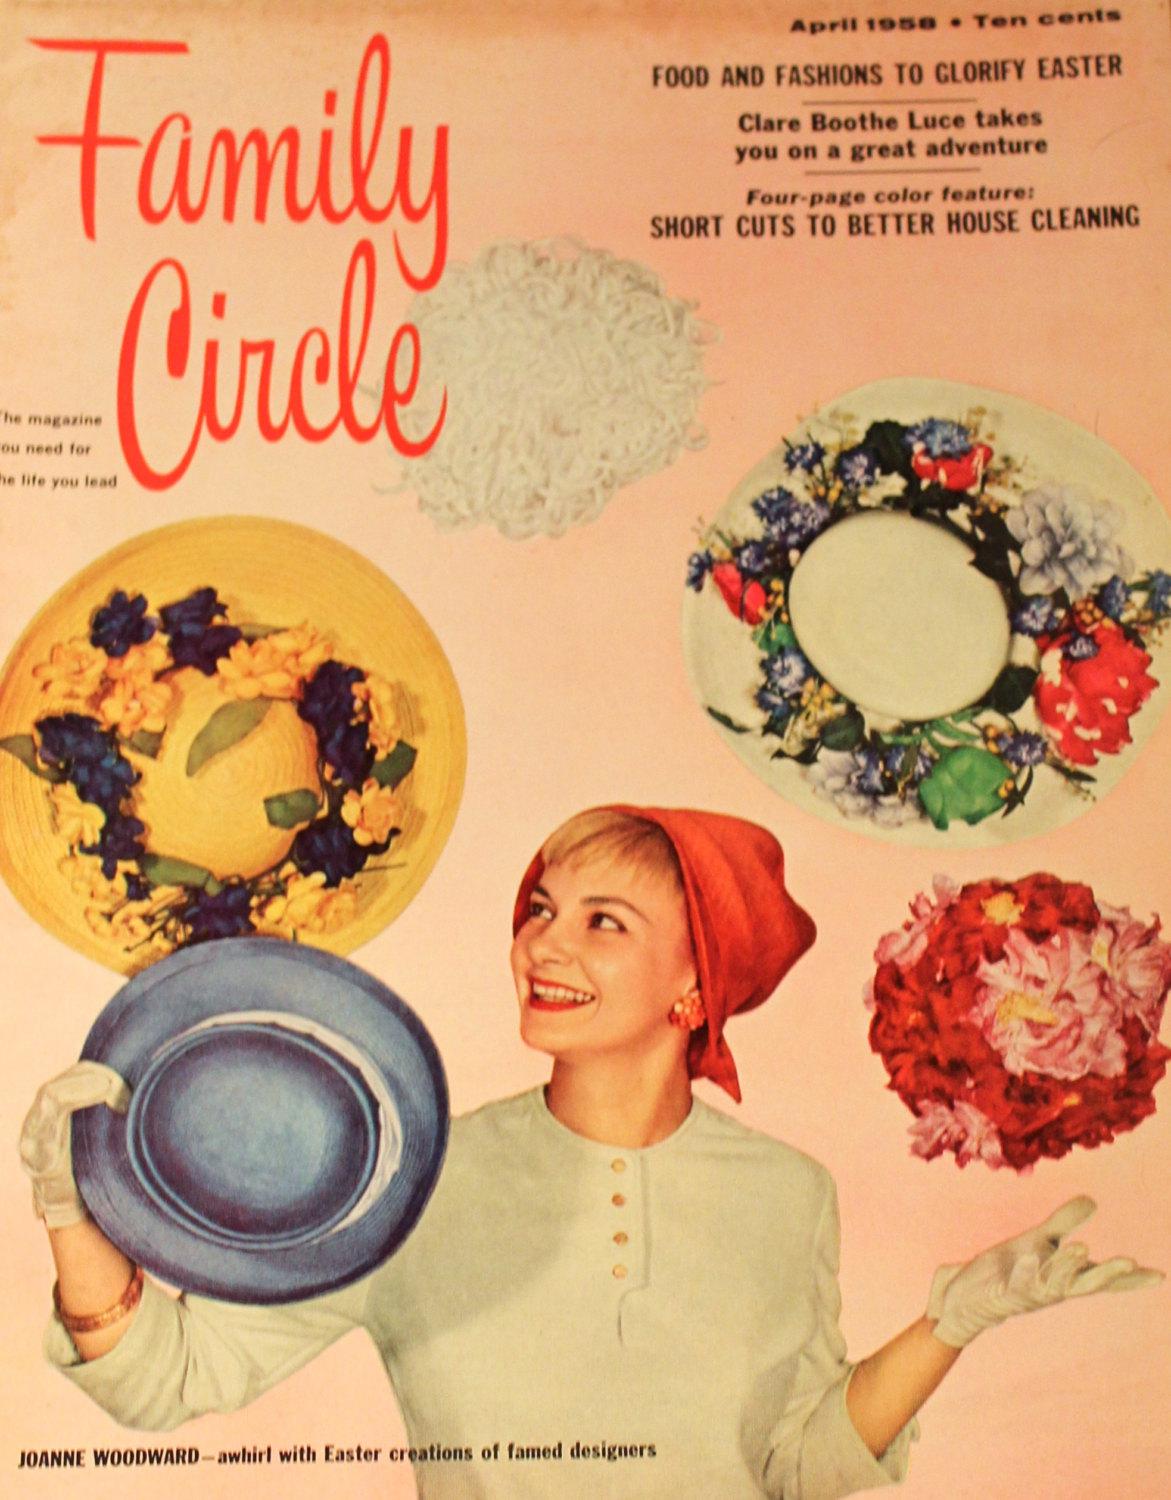 April 1958 • Ten cents
Family
Circle
FOOD AND FASHIONS TO GLORIFY EASTER
Clare Boothe Luce takes
you on a great adventure
Four-page color feature:
SHORT CUTS TO BETTER HOUSE CLEANING
he magazine
ou need for
he life you lead
JOANNE WOODWARD—awhirl with Easter creations of famed designers